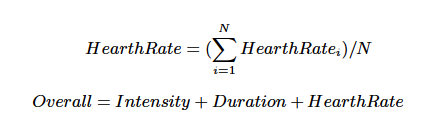 HearthRate = (∑_{i=1}^{N} HearthRate_i)/N
Overall = Intensity + Duration + HearthRate